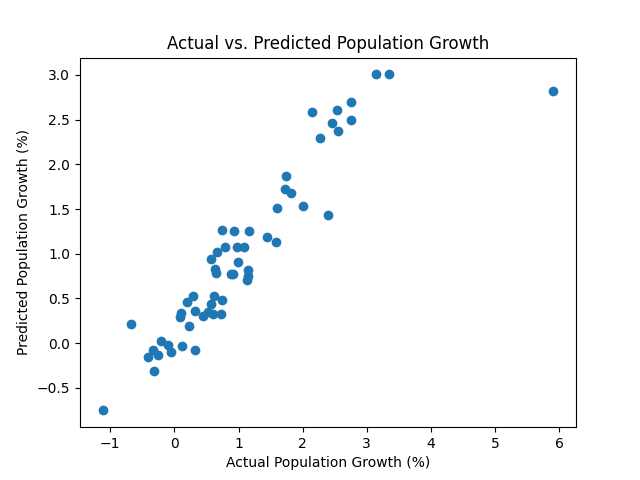 Actual vs. Predicted Population Growth
Predicted Population Growth (%)
3.0
2.5
2.0
1.5
1.0
0.5
0.0
−0.5
−1 0 1 2 3 4 5 6
Actual Population Growth (%)